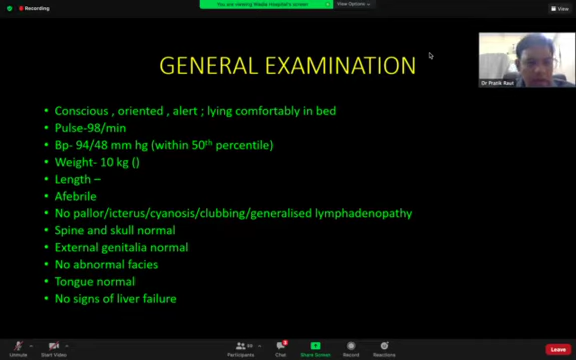 Recording
You are viewing Wadia Hospital's screen
View Options
View
GENERAL EXAMINATION
Dr Pratik Raut
• Conscious , oriented , alert ; lying comfortably in bed
• Pulse-98/min
• Bp- 94/48 mm hg (within 50th percentile)
• Weight- 10 kg ()
• Length –
• Afebrile
• No pallor/icterus/cyanosis/clubbing/generalised lymphadenopathy
• Spine and skull normal
• External genitalia normal
• No abnormal facies
• Tongue normal
• No signs of liver failure
Unmute
Start Video
Participants
Chat
Share Screen
Record
Reactions
Leave